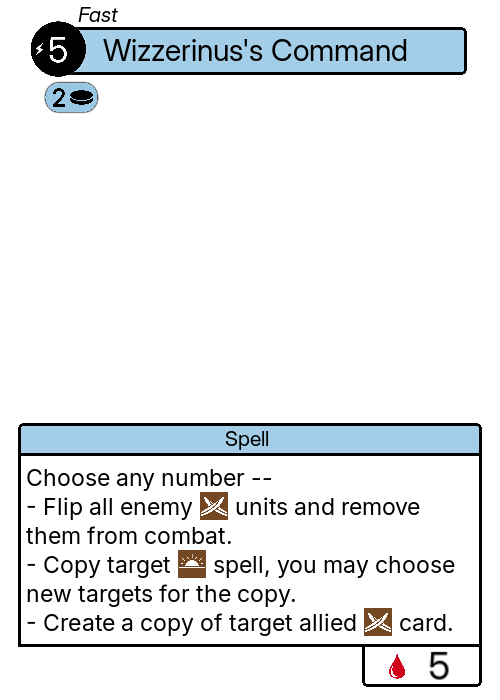 Fast
5 Wizzerinus's Command
2
Spell
Choose any number --
- Flip all enemy units and remove
them from combat.
- Copy target spell, you may choose
new targets for the copy.
- Create a copy of target allied card.
5